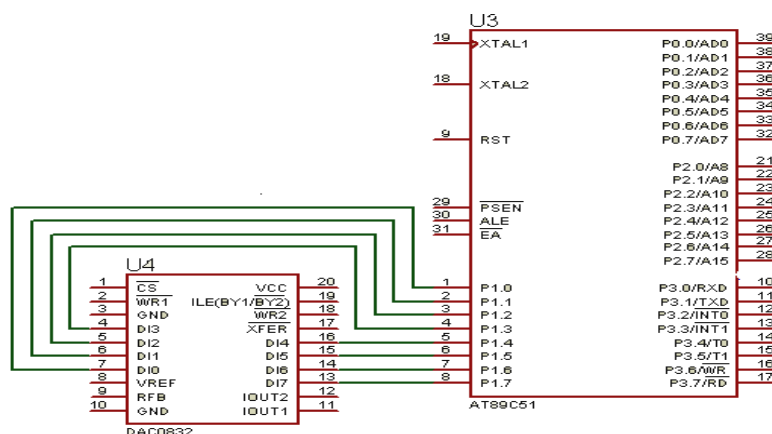 U3
19 XTAL1 P0.0/AD0 39
P0.1/AD1 38
P0.2/AD2 37
18 XTAL2 P0.3/AD3 36
P0.4/AD4 35
P0.5/AD5 34
P0.6/AD6 33
9 RST P0.7/AD7 32
P2.0/A8 21
P2.1/A9 22
P2.2/A10 23
29 PSEN P2.3/A11 24
30 ALE P2.4/A12 25
31 EA P2.5/A13 26
P2.6/A14 27
P2.7/A15 28
1 P1.0 P3.0/RXD 10
2 P1.1 P3.1/TXD 11
3 P1.2 P3.2/INT0 12
4 P1.3 P3.3/INT1 13
5 P1.4 P3.4/T0 14
6 P1.5 P3.5/T1 15
7 P1.6 P3.6/WR 16
8 P1.7 P3.7/RD 17
AT89C51
U4
1 CS VCC 20
2 WR1 ILE(BY1/BY2) 19
3 GND WR2 18
4 DI3 XFER 17
5 DI2 DI4 16
6 DI1 DI5 15
7 DI0 DI6 14
8 VREF DI7 13
9 RFB IOUT2 12
10 GND IOUT1 11
DAC0832